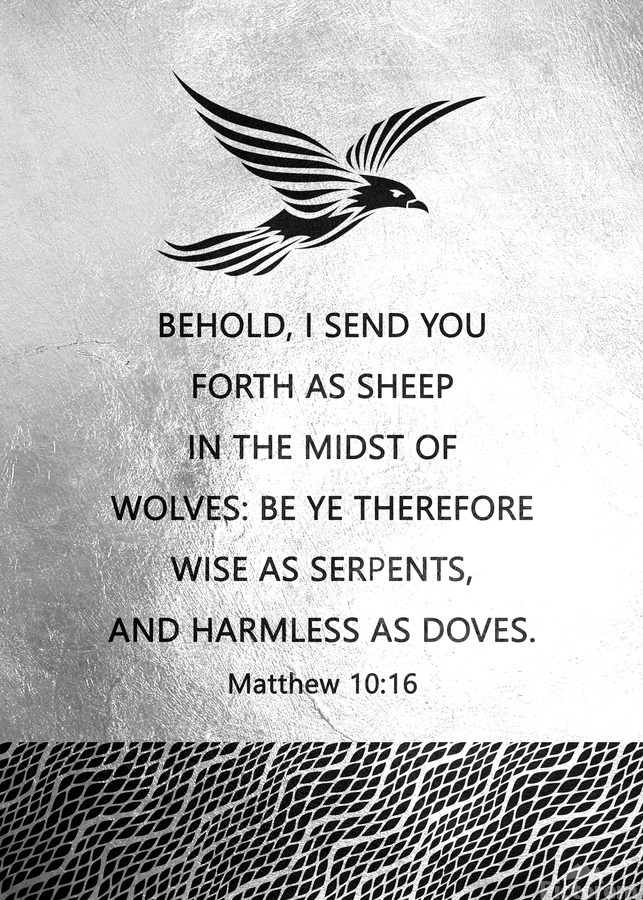 BEHOLD, I SEND YOU
FORTH AS SHEEP
IN THE MIDST OF
WOLVES: BE YE THEREFORE
WISE AS SERPENTS,
AND HARMLESS AS DOVES.
Matthew 10:16